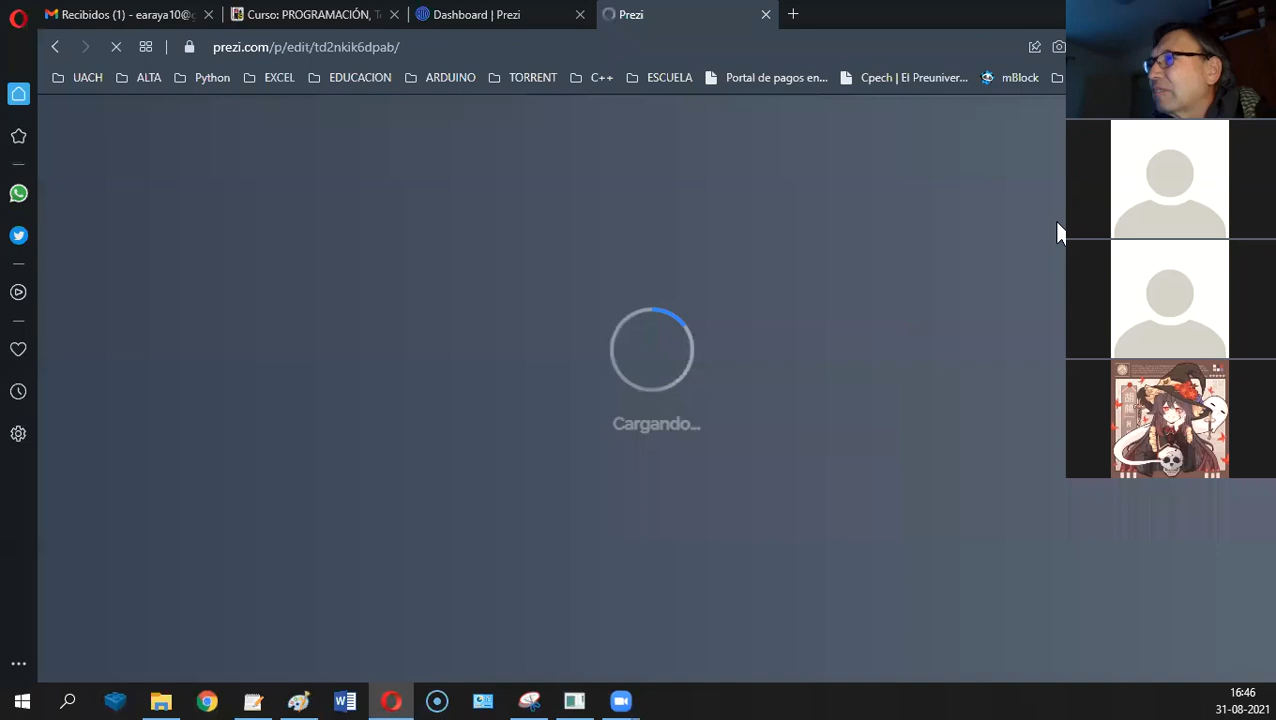 Recibidos (1) - earaya10@g
Curso: PROGRAMACIÓN, T
Dashboard | Prezi
Prezi
prezi.com/p/edit/td2nkik6dpab/
UACH
ALTA
Python
EXCEL
EDUCACION
ARDUINO
TORRENT
C++
ESCUELA
Portal de pagos en...
Cpech | El Preuniver...
mBlock
Cargando...
16:46
31-08-2021